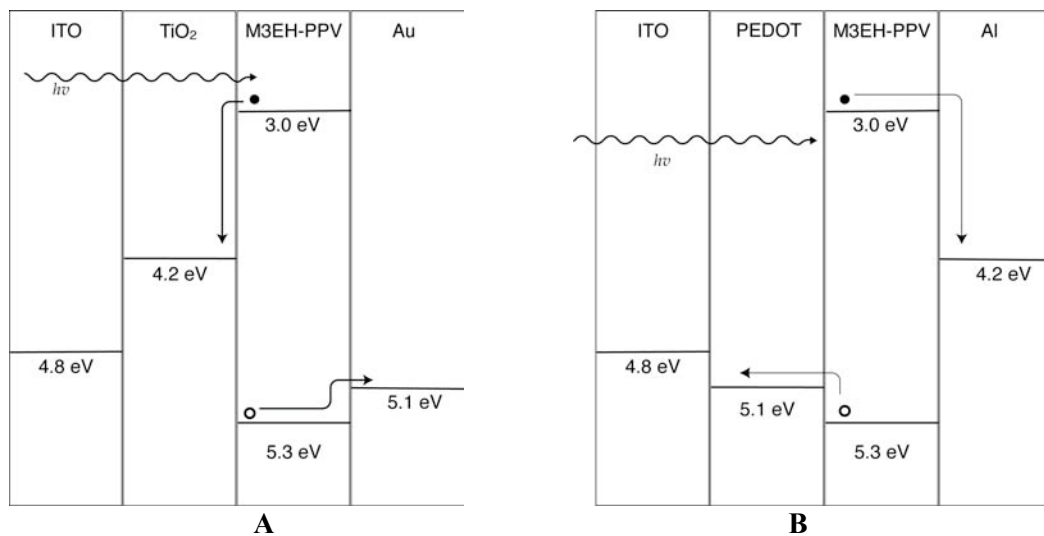 ITO TiO₂ M3EH-PPV Au
hν
3.0 eV
4.2 eV
4.8 eV
5.1 eV
5.3 eV
A
ITO PEDOT M3EH-PPV Al
3.0 eV
hν
4.2 eV
4.8 eV
5.1 eV
5.3 eV
B